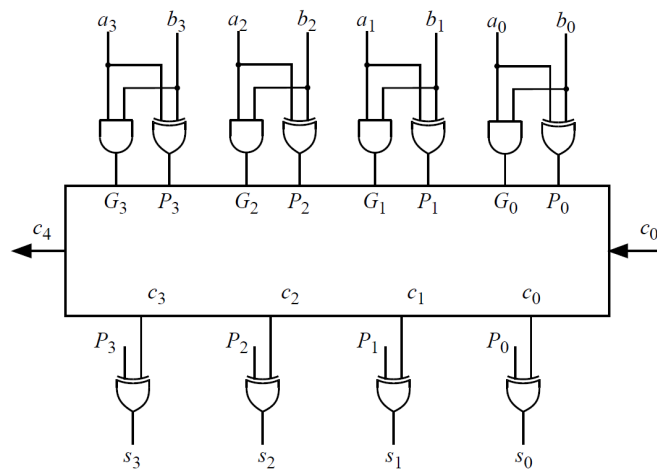 a3 b3 a2 b2 a1 b1 a0 b0
G3 P3 G2 P2 G1 P1 G0 P0
c4 c0
c3 c2 c1 c0
P3 P2 P1 P0
s3 s2 s1 s0